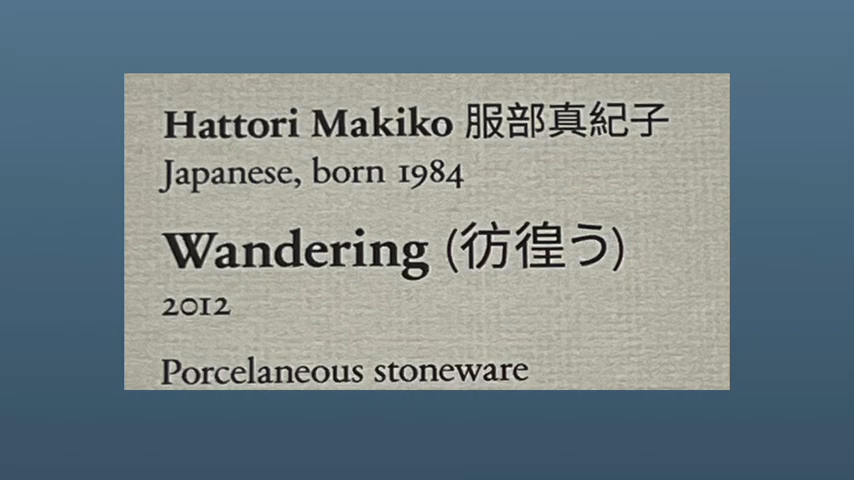 Hattori Makiko 服部真紀子
Japanese, born 1984
Wandering (彷徨う)
2012
Porcelaneous stoneware